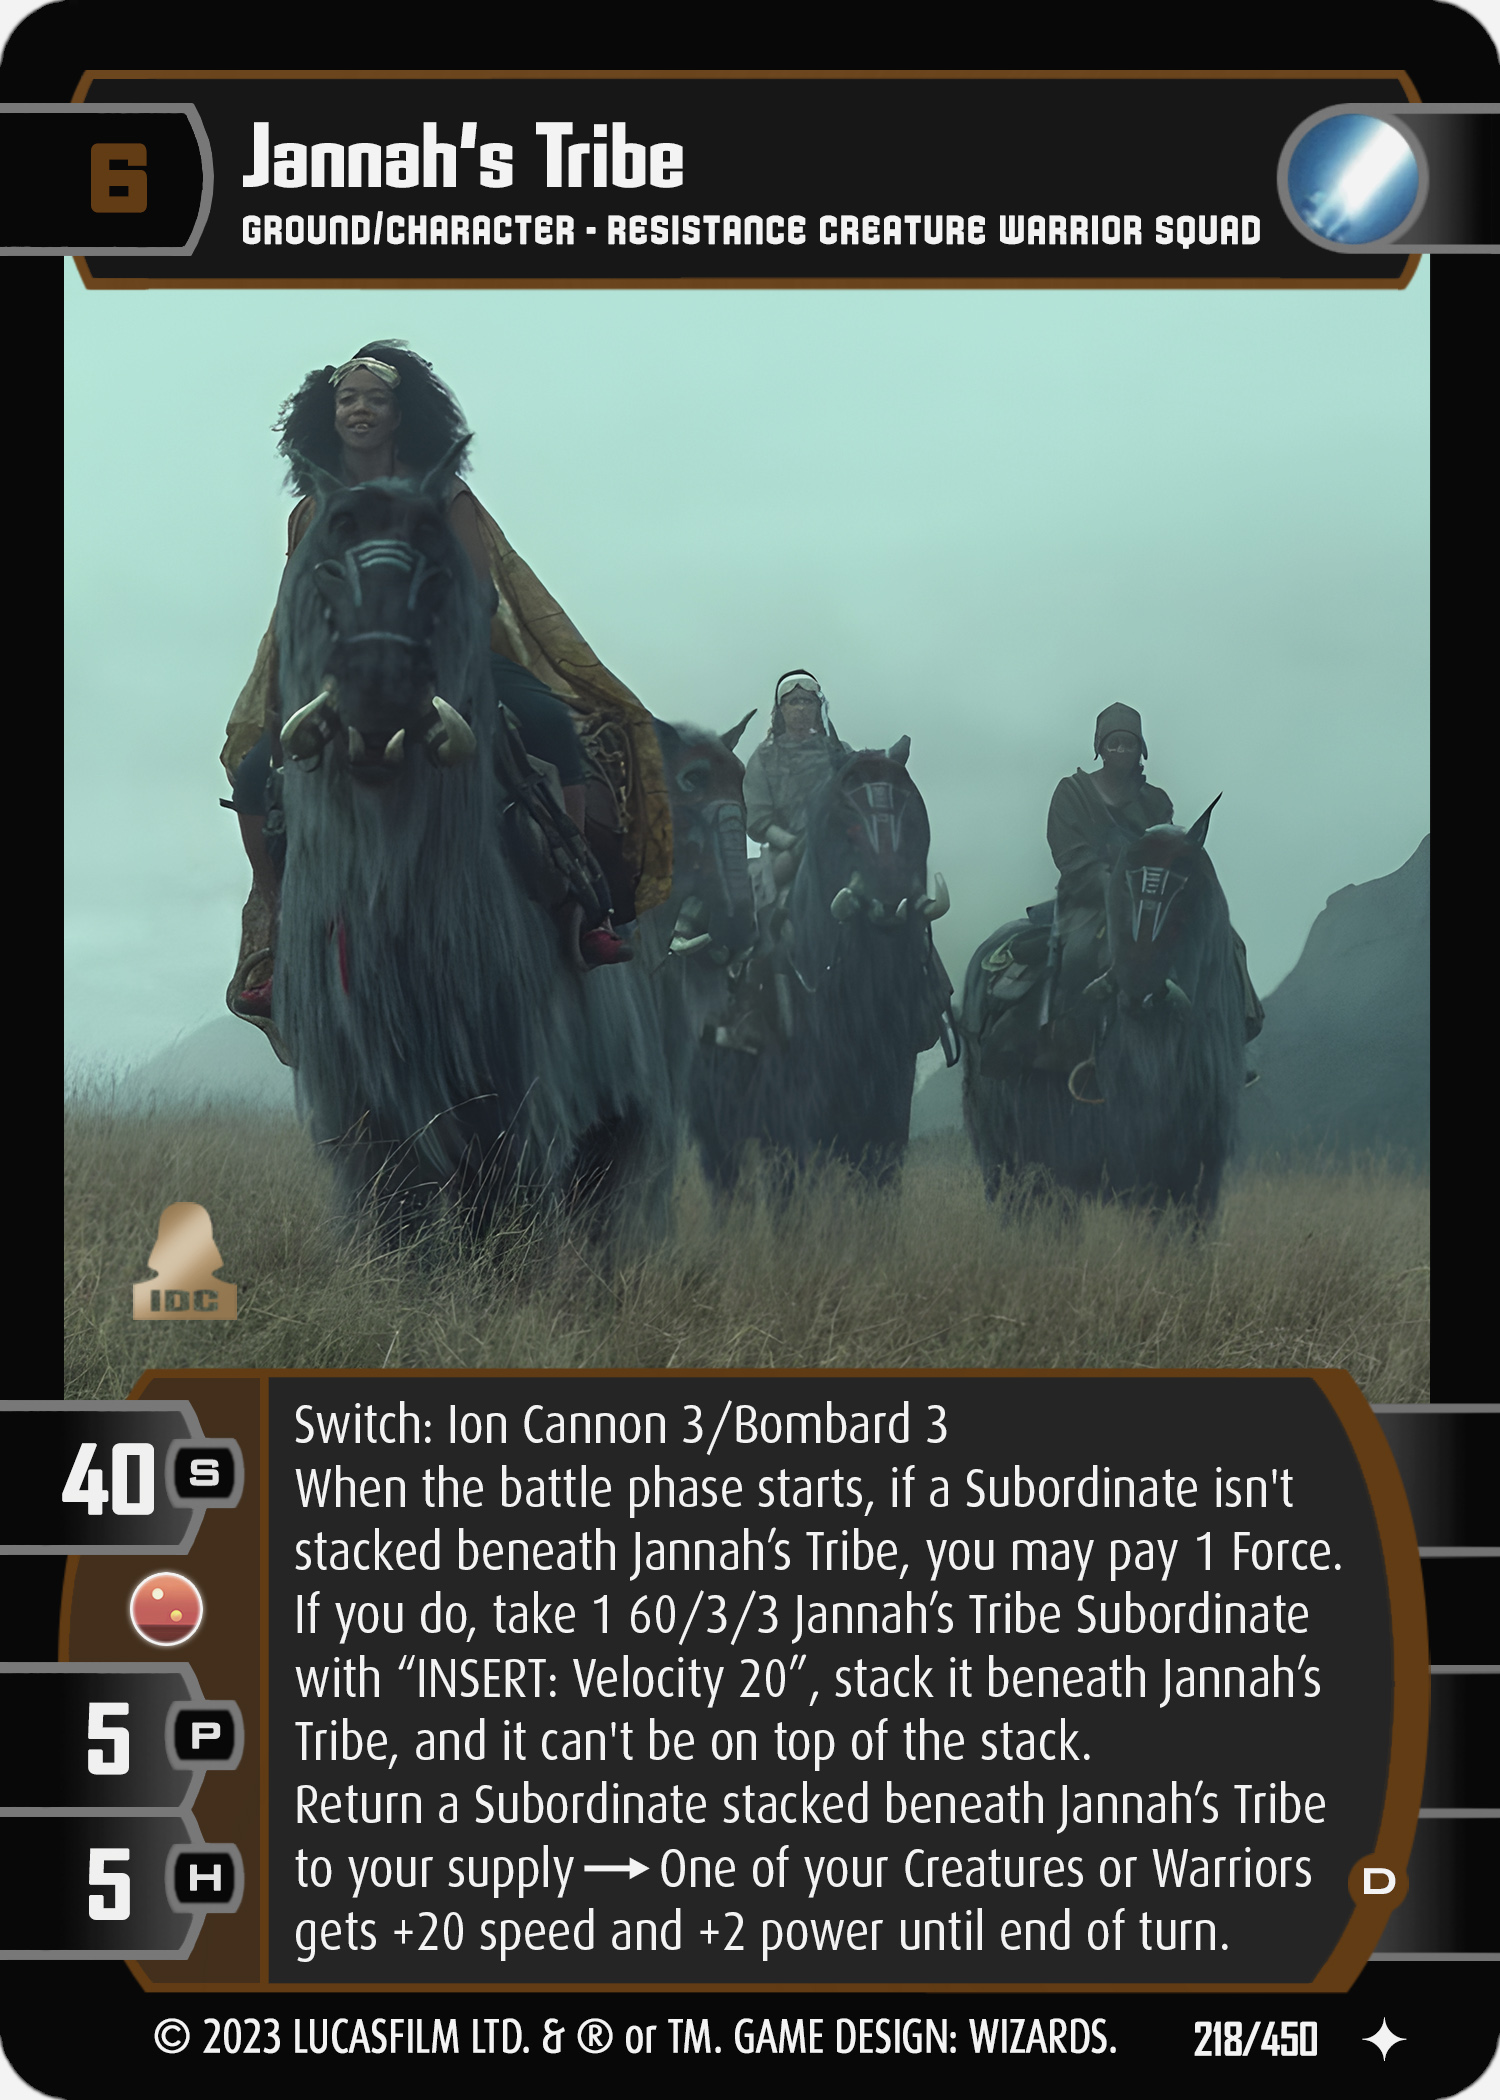 6
Jannah's Tribe
GROUND/CHARACTER - RESISTANCE CREATURE WARRIOR SQUAD
IDC
40 S
5 P
5 H
Switch: Ion Cannon 3/Bombard 3
When the battle phase starts, if a Subordinate isn't
stacked beneath Jannah’s Tribe, you may pay 1 Force.
If you do, take 1 60/3/3 Jannah’s Tribe Subordinate
with “INSERT: Velocity 20”, stack it beneath Jannah’s
Tribe, and it can't be on top of the stack.
Return a Subordinate stacked beneath Jannah’s Tribe
to your supply → One of your Creatures or Warriors
gets +20 speed and +2 power until end of turn.
D
© 2023 LUCASFILM LTD. & ® or TM. GAME DESIGN: WIZARDS.
218/450